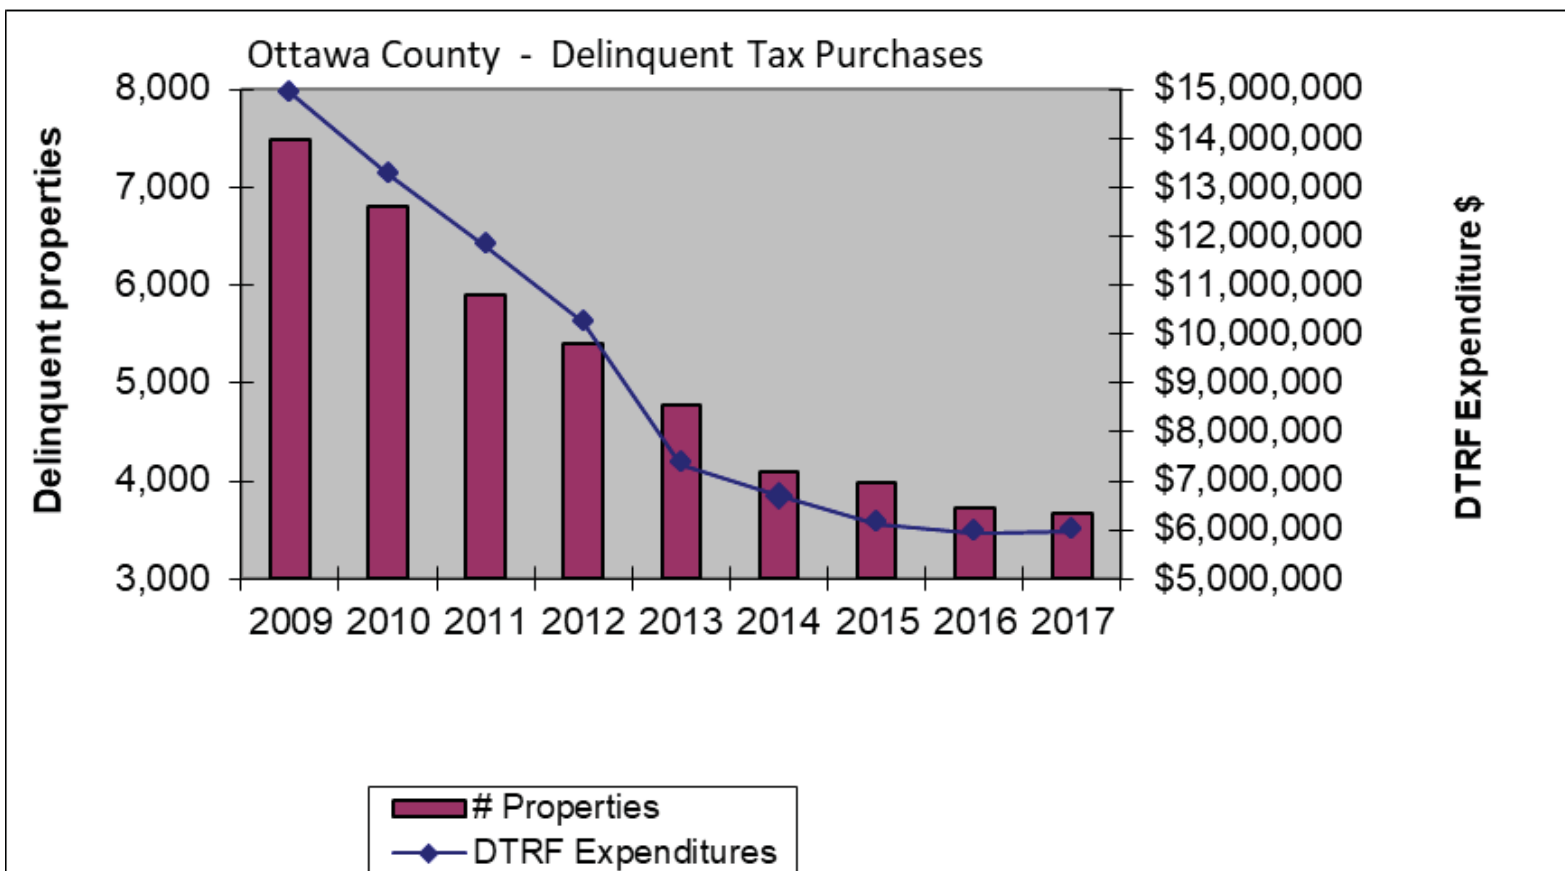 Ottawa County - Delinquent Tax Purchases
Delinquent properties
8,000
7,000
6,000
5,000
4,000
3,000
$15,000,000
$14,000,000
$13,000,000
$12,000,000
$11,000,000
$10,000,000
$9,000,000
$8,000,000
$7,000,000
$6,000,000
$5,000,000
DTRF Expenditure $
2009 2010 2011 2012 2013 2014 2015 2016 2017
# Properties
DTRF Expenditures